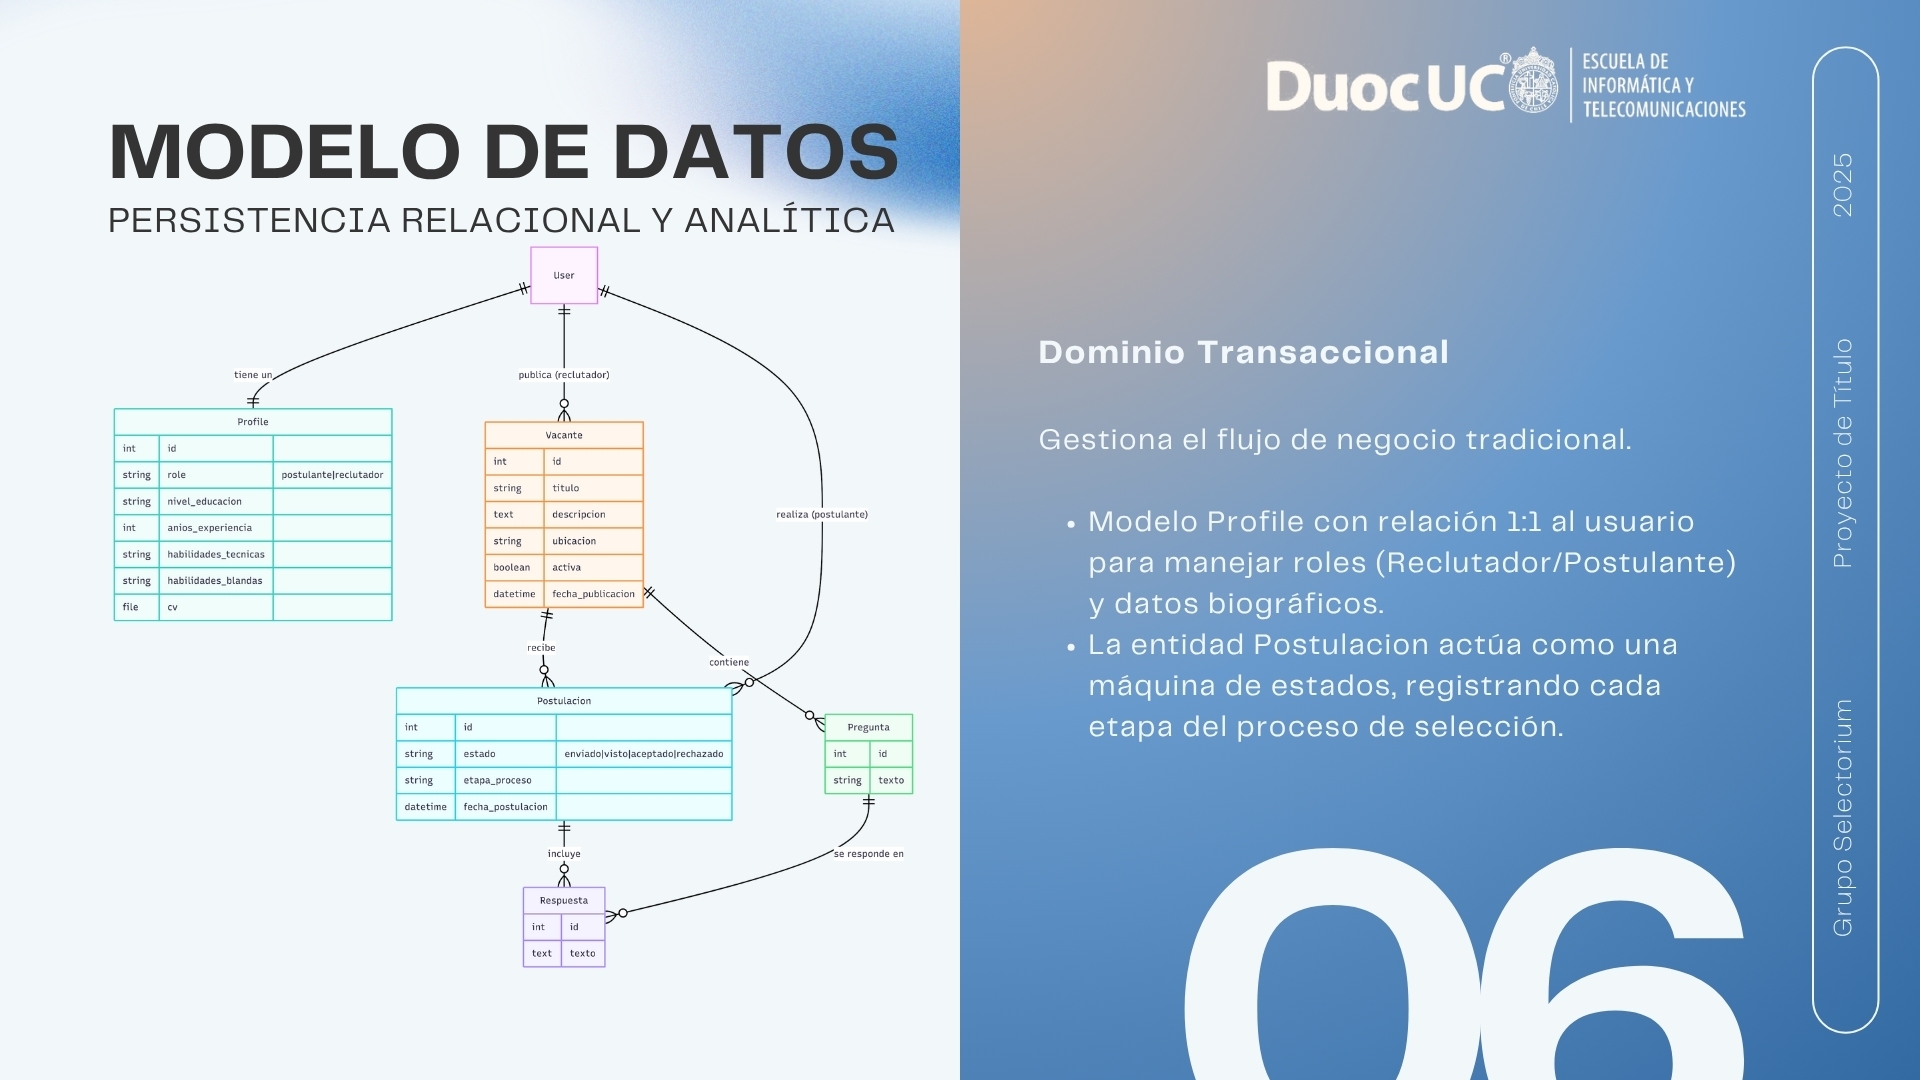 MODELO DE DATOS
PERSISTENCIA RELACIONAL Y ANALÍTICA
User
tiene un
publica (reclutador)
realiza (postulante)
Profile
int id
string role postulante|reclutador
string nivel_educacion
int anios_experiencia
string habilidades_tecnicas
string habilidades_blandas
file cv
Vacante
int id
string titulo
text descripcion
string ubicacion
boolean activa
datetime fecha_publicacion
recibe
contiene
Postulacion
int id
string estado enviado|visto|aceptado|rechazado
string etapa_proceso
datetime fecha_postulacion
Pregunta
int id
string texto
incluye
se responde en
Respuesta
int id
text texto
DuocUC®
ESCUELA DE
INFORMÁTICA Y
TELECOMUNICACIONES
Dominio Transaccional
Gestiona el flujo de negocio tradicional.
• Modelo Profile con relación 1:1 al usuario
para manejar roles (Reclutador/Postulante)
y datos biográficos.
• La entidad Postulacion actúa como una
máquina de estados, registrando cada
etapa del proceso de selección.
06
2025
Proyecto de Título
Grupo Selectorium